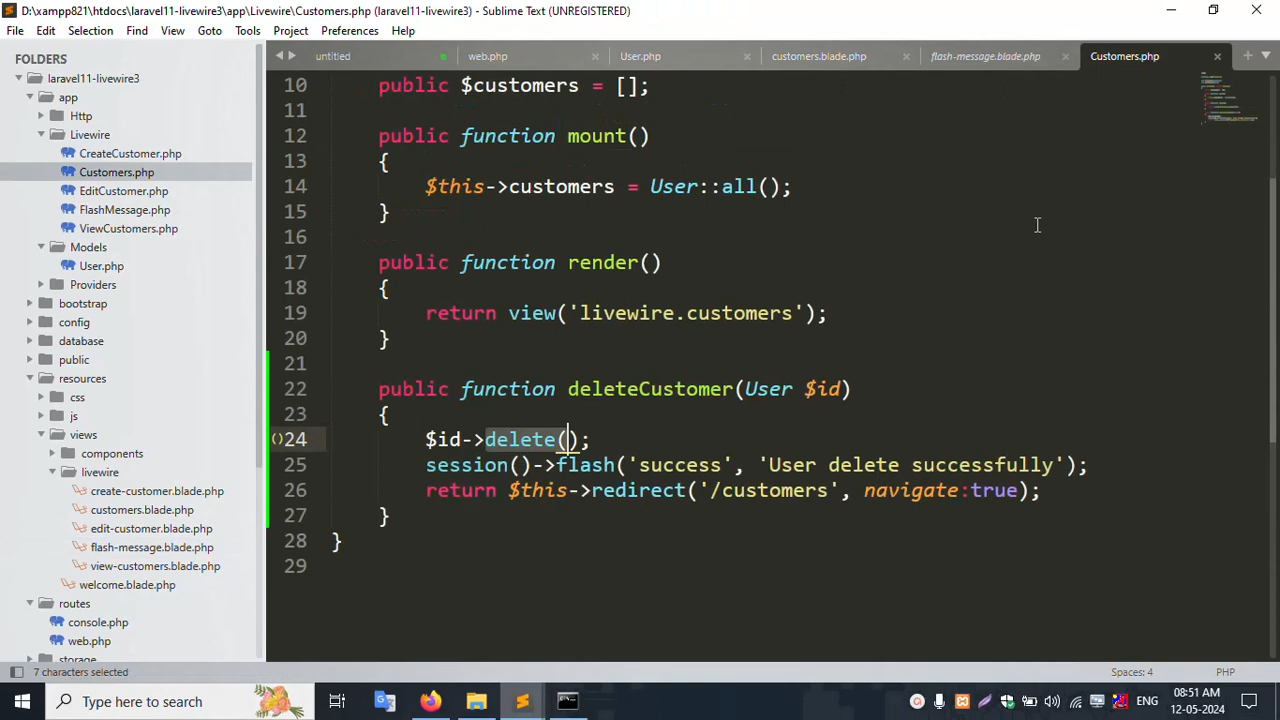 D:\xampp821\htdocs\laravel11-livewire3\app\Livewire\Customers.php (laravel11-livewire3) - Sublime Text (UNREGISTERED)
File Edit Selection Find View Goto Tools Project Preferences Help
FOLDERS
laravel11-livewire3
app
Http
Livewire
CreateCustomer.php
Customers.php
EditCustomer.php
FlashMessage.php
ViewCustomers.php
Models
User.php
Providers
bootstrap
config
database
public
resources
css
js
views
components
livewire
create-customer.blade.php
customers.blade.php
edit-customer.blade.php
flash-message.blade.php
view-customers.blade.php
welcome.blade.php
routes
console.php
web.php
storage
untitled web.php User.php customers.blade.php flash-message.blade.php Customers.php
10 public $customers = [];
11
12 public function mount()
13 {
14 $this->customers = User::all();
15 }
16
17 public function render()
18 {
19 return view('livewire.customers');
20 }
21
22 public function deleteCustomer(User $id)
23 {
24 $id->delete();
25 session()->flash('success', 'User delete successfully');
26 return $this->redirect('/customers', navigate:true);
27 }
28 }
29
7 characters selected Spaces: 4 PHP
Type here to search
ENG
08:51 AM
12-05-2024